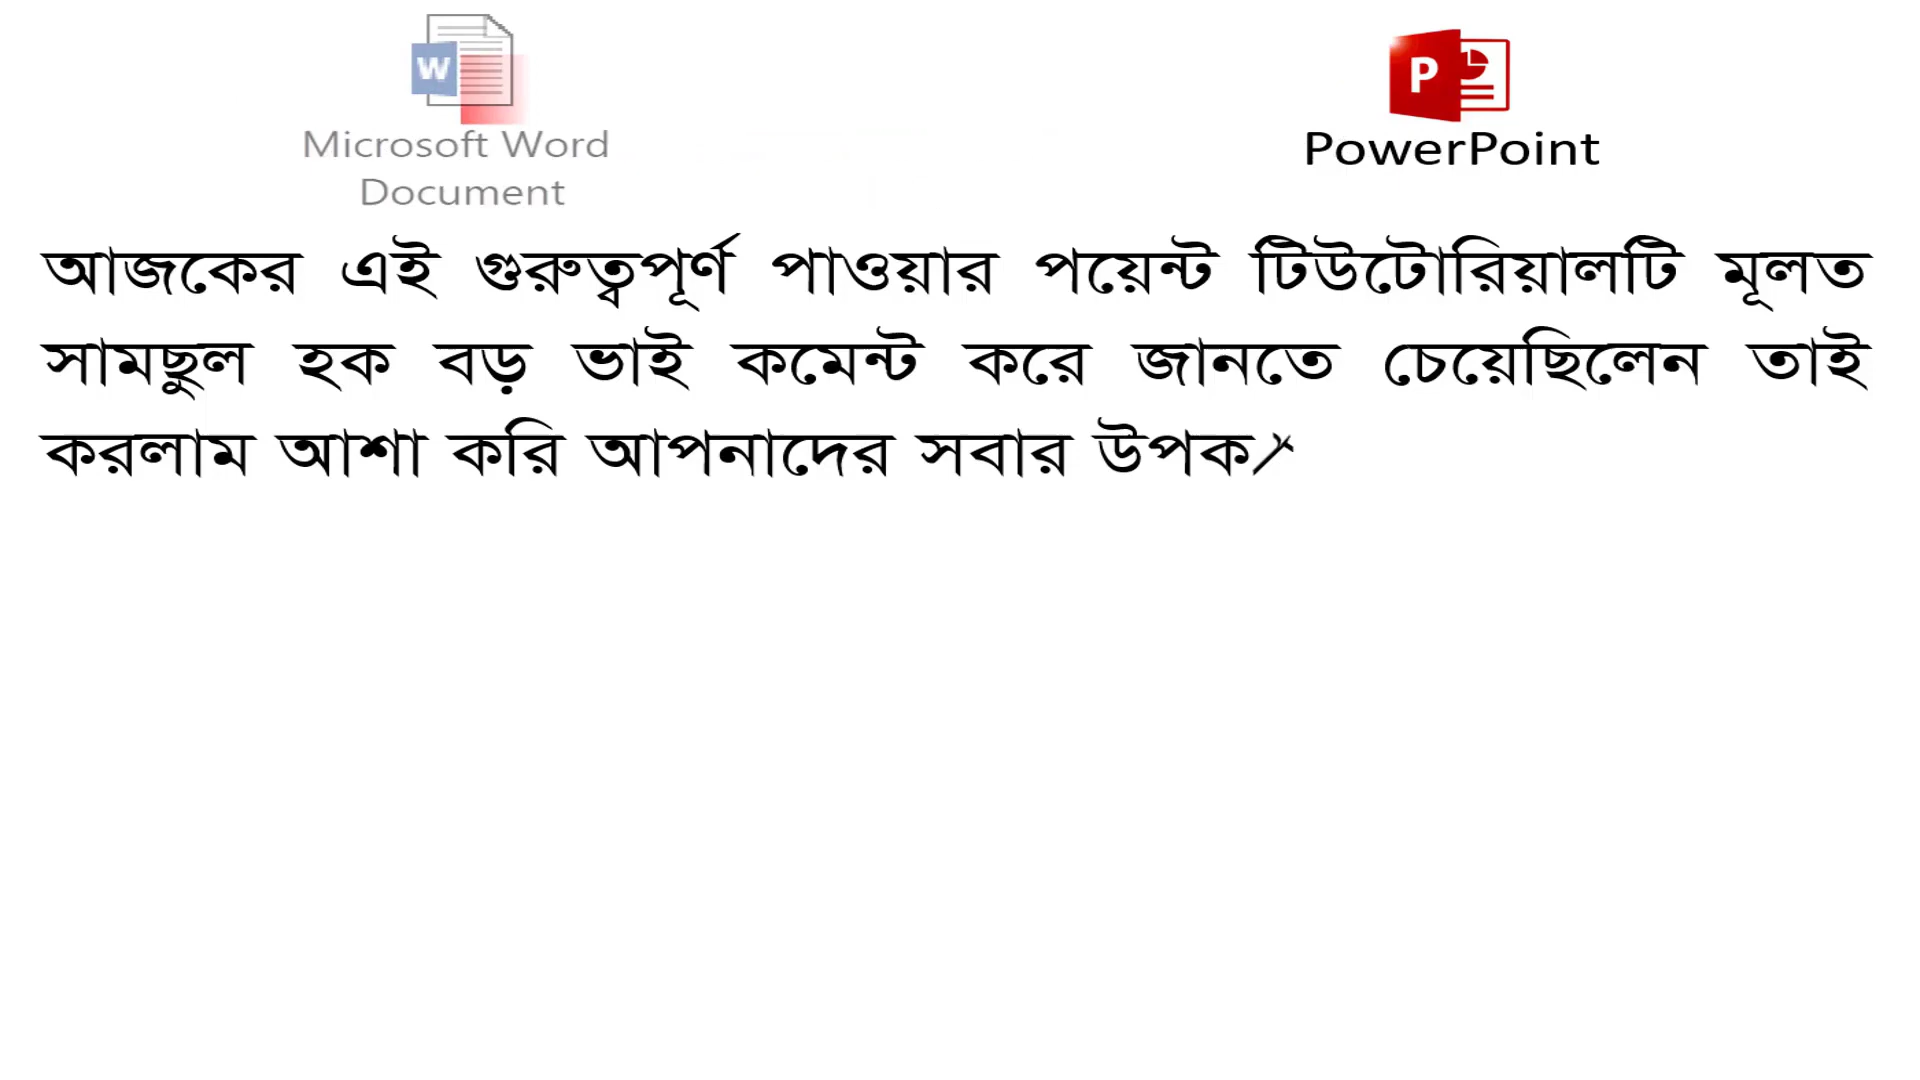 W
Microsoft Word
Document
P
PowerPoint
আজকের এই গুরুত্বপূর্ণ পাওয়ার পয়েন্ট টিউটোরিয়ালটি মূলত
সামছুল হক বড় ভাই কমেন্ট করে জানতে চেয়েছিলেন তাই
করলাম আশা করি আপনাদের সবার উপক